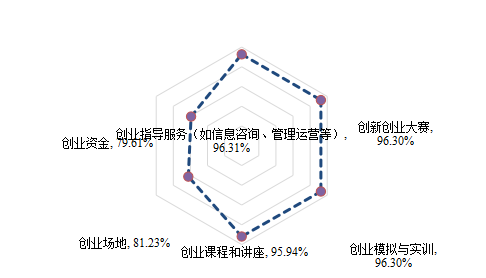 创业指导服务（如信息咨询、管理运营等）,
96.31%
创新创业大赛,
96.30%
创业资金, 79.61%
创业场地, 81.23%
创业课程和讲座, 95.94%
创业模拟与实训,
96.30%